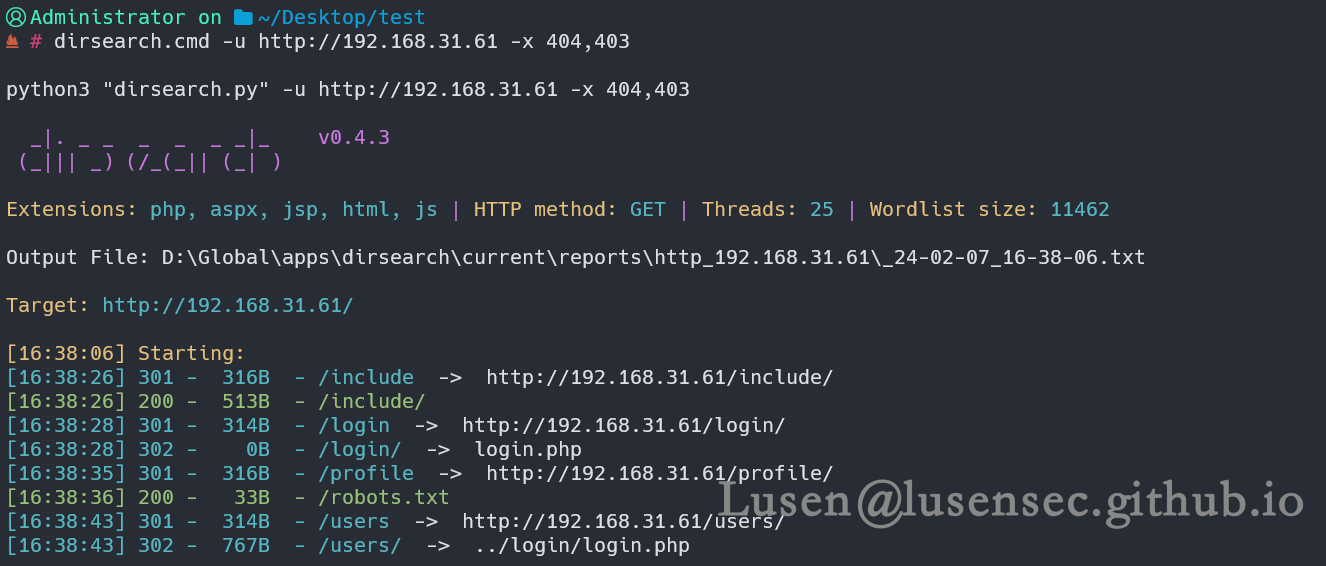 Administrator on ~/Desktop/test
# dirsearch.cmd -u http://192.168.31.61 -x 404,403
python3 "dirsearch.py" -u http://192.168.31.61 -x 404,403
_|. _ _  _  _  _ _|_    v0.4.3
(_||| _) (/_(_|| (_| )
Extensions: php, aspx, jsp, html, js | HTTP method: GET | Threads: 25 | Wordlist size: 11462
Output File: D:\Global\apps\dirsearch\current\reports\http_192.168.31.61\_24-02-07_16-38-06.txt
Target: http://192.168.31.61/
[16:38:06] Starting:
[16:38:26] 301 -  316B  - /include  ->  http://192.168.31.61/include/
[16:38:26] 200 -  513B  - /include/
[16:38:28] 301 -  314B  - /login  ->  http://192.168.31.61/login/
[16:38:28] 302 -    0B  - /login/  ->  login.php
[16:38:35] 301 -  316B  - /profile  ->  http://192.168.31.61/profile/
[16:38:36] 200 -   33B  - /robots.txt
[16:38:43] 301 -  314B  - /users  ->  http://192.168.31.61/users/
[16:38:43] 302 -  767B  - /users/  ->  ../login/login.php
Lusen@lusensec.github.io